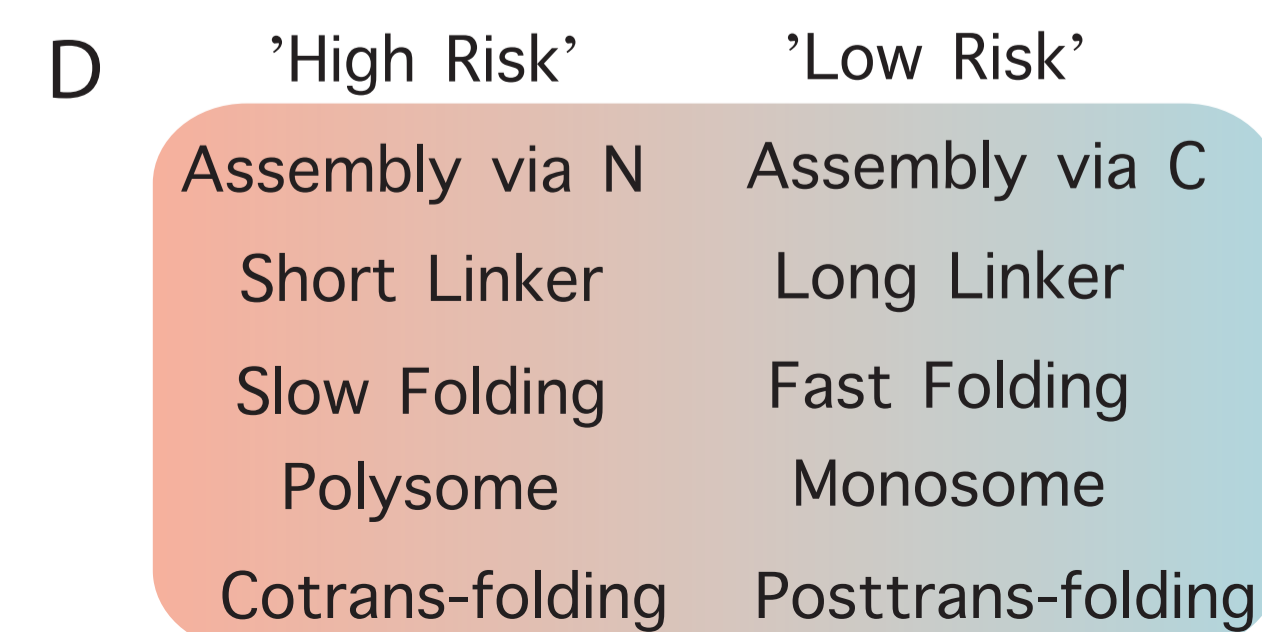 D ’High Risk’ ’Low Risk’
Assembly via N Assembly via C
Short Linker Long Linker
Slow Folding Fast Folding
Polysome Monosome
Cotrans-folding Posttrans-folding